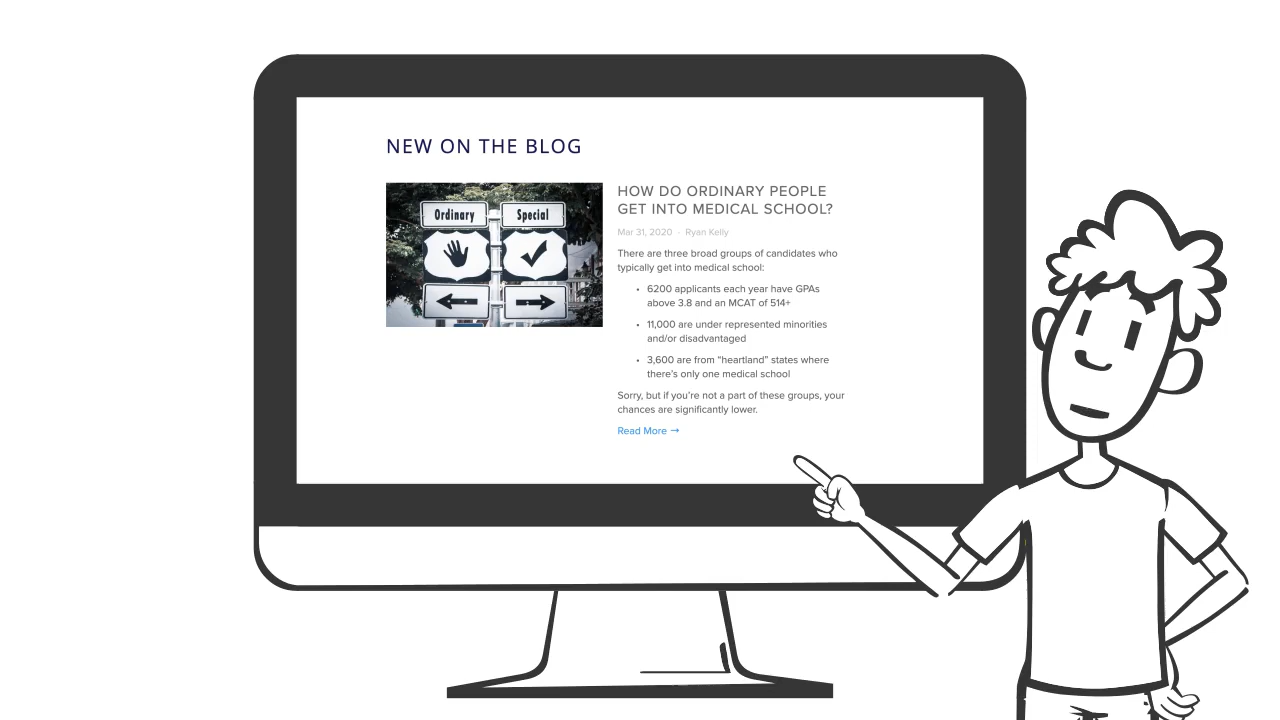 NEW ON THE BLOG
Ordinary
Special
HOW DO ORDINARY PEOPLE
GET INTO MEDICAL SCHOOL?
Mar 31, 2020 · Ryan Kelly
There are three broad groups of candidates who
typically get into medical school:
• 6200 applicants each year have GPAs
above 3.8 and an MCAT of 514+
• 11,000 are under represented minorities
and/or disadvantaged
• 3,600 are from “heartland” states where
there’s only one medical school
Sorry, but if you’re not a part of these groups, your
chances are significantly lower.
Read More →